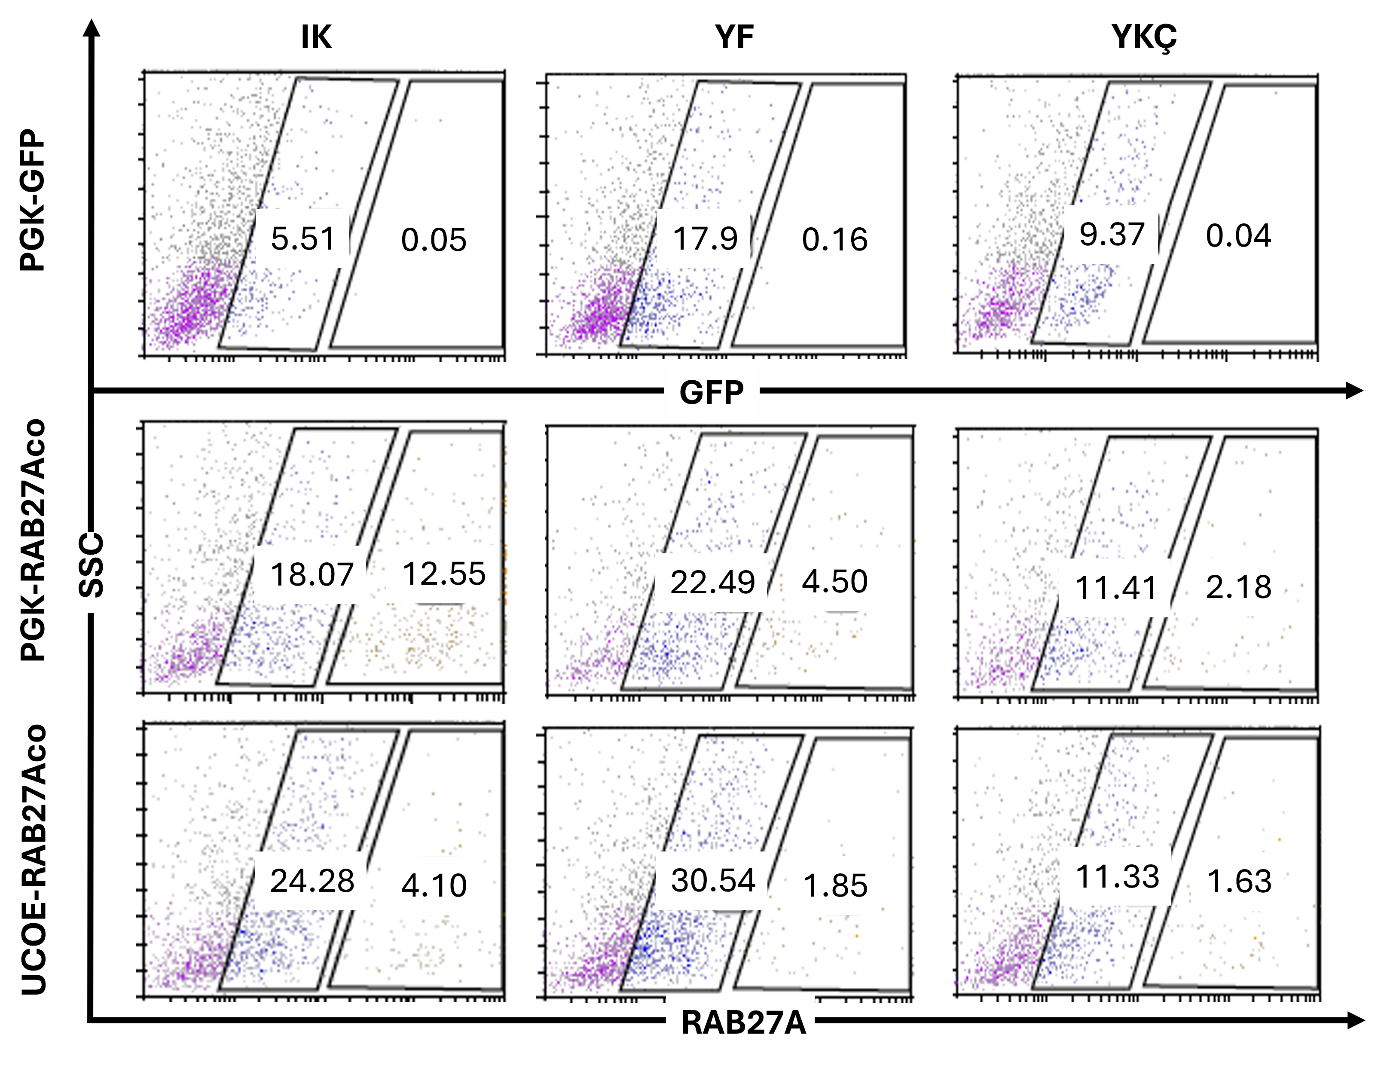 IK YF YKÇ
PGK-GFP
5.51 0.05 17.9 0.16 9.37 0.04
GFP
PGK-RAB27Aco
SSC
18.07 12.55 22.49 4.50 11.41 2.18
UCOE-RAB27Aco
24.28 4.10 30.54 1.85 11.33 1.63
RAB27A